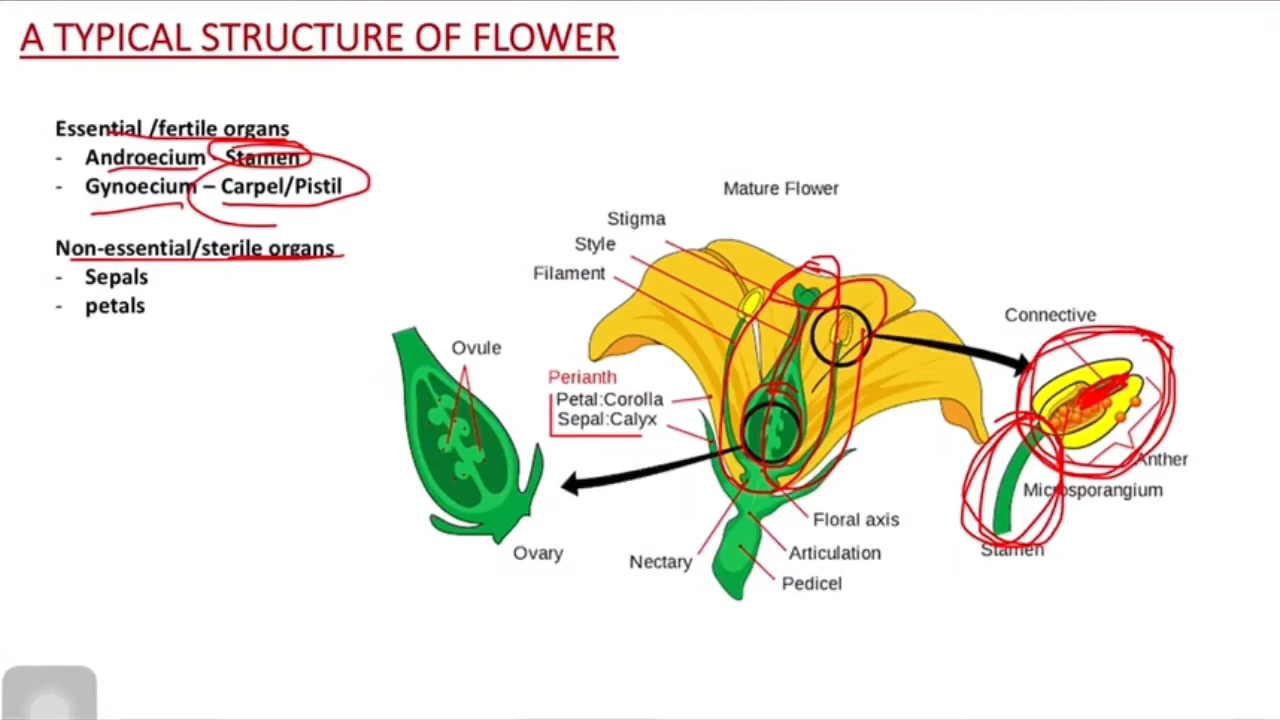 A TYPICAL STRUCTURE OF FLOWER
Essential /fertile organs
- Androecium - Stamen
- Gynoecium – Carpel/Pistil
Non-essential/sterile organs
- Sepals
- petals
Mature Flower
Stigma
Style
Filament
Connective
Ovule
Perianth
Petal:Corolla
Sepal:Calyx
Anther
Microsporangium
Floral axis
Stamen
Ovary
Articulation
Nectary
Pedicel